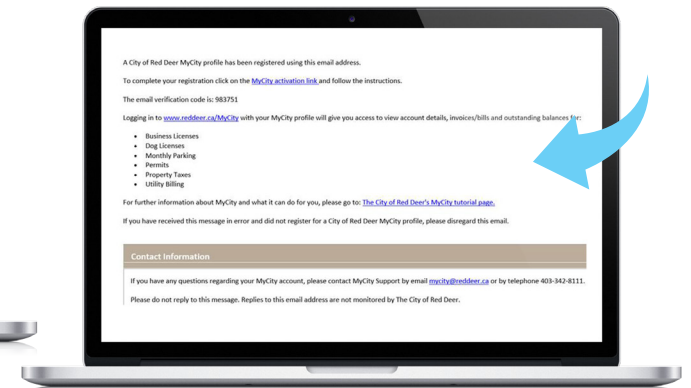 A City of Red Deer MyCity profile has been registered using this email address.
To complete your registration click on the MyCity activation link and follow the instructions.
The email verification code is: 983751
Logging in to www.reddeer.ca/MyCity with your MyCity profile will give you access to view account details, invoices/bills and outstanding balances for:
• Business Licenses
• Dog Licenses
• Monthly Parking
• Permits
• Property Taxes
• Utility Billing
For further information about MyCity and what it can do for you, please go to: The City of Red Deer's MyCity tutorial page.
If you have received this message in error and did not register for a City of Red Deer MyCity profile, please disregard this email.
Contact Information
If you have any questions regarding your MyCity account, please contact MyCity Support by email mycity@reddeer.ca or by telephone 403-342-8111.
Please do not reply to this message. Replies to this email address are not monitored by The City of Red Deer.